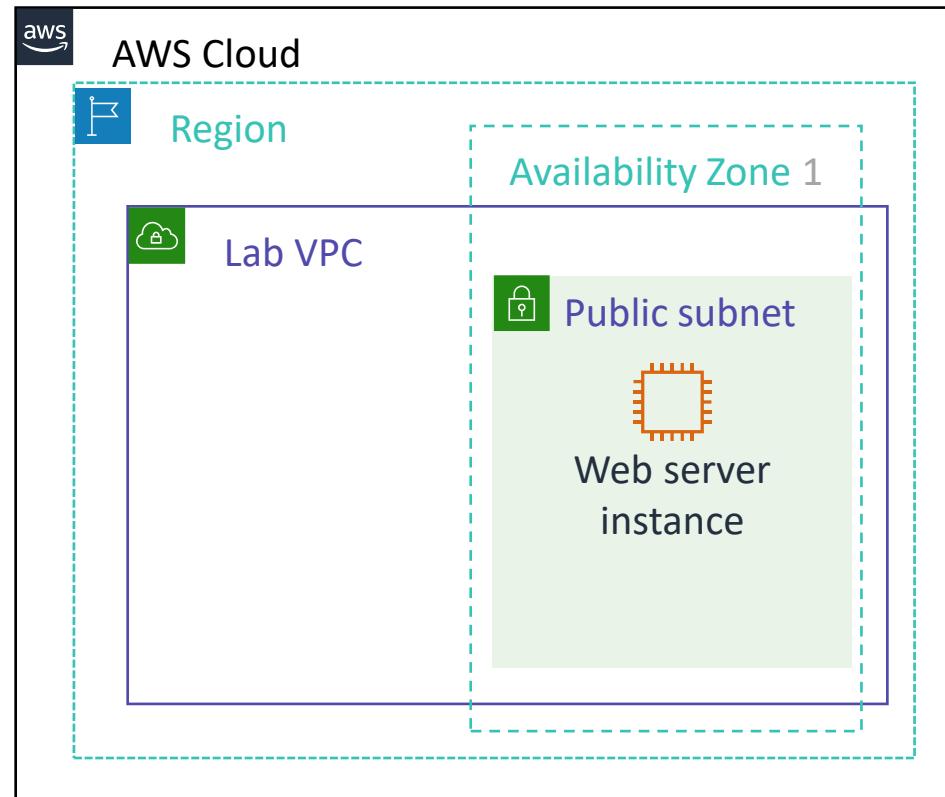 aws
AWS Cloud
Region
Availability Zone 1
Lab VPC
Public subnet
Web server
instance